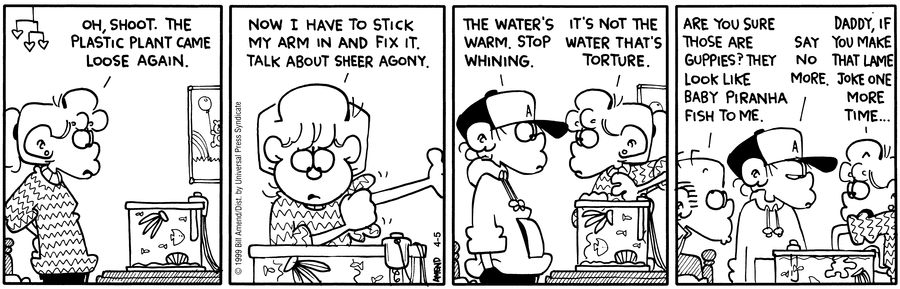 OH, SHOOT. THE
PLASTIC PLANT CAME
LOOSE AGAIN.
NOW I HAVE TO STICK
MY ARM IN AND FIX IT.
TALK ABOUT SHEER AGONY.
© 1999 Bill Amend/Dist. by Universal Press Syndicate
4-5
AMEND
THE WATER'S
WARM. STOP
WHINING.
A
IT'S NOT THE
WATER THAT'S
TORTURE.
ARE YOU SURE
THOSE ARE
GUPPIES? THEY
LOOK LIKE
BABY PIRANHA
FISH TO ME.
SAY
NO
MORE.
A
DADDY, IF
YOU MAKE
THAT LAME
JOKE ONE
MORE
TIME...